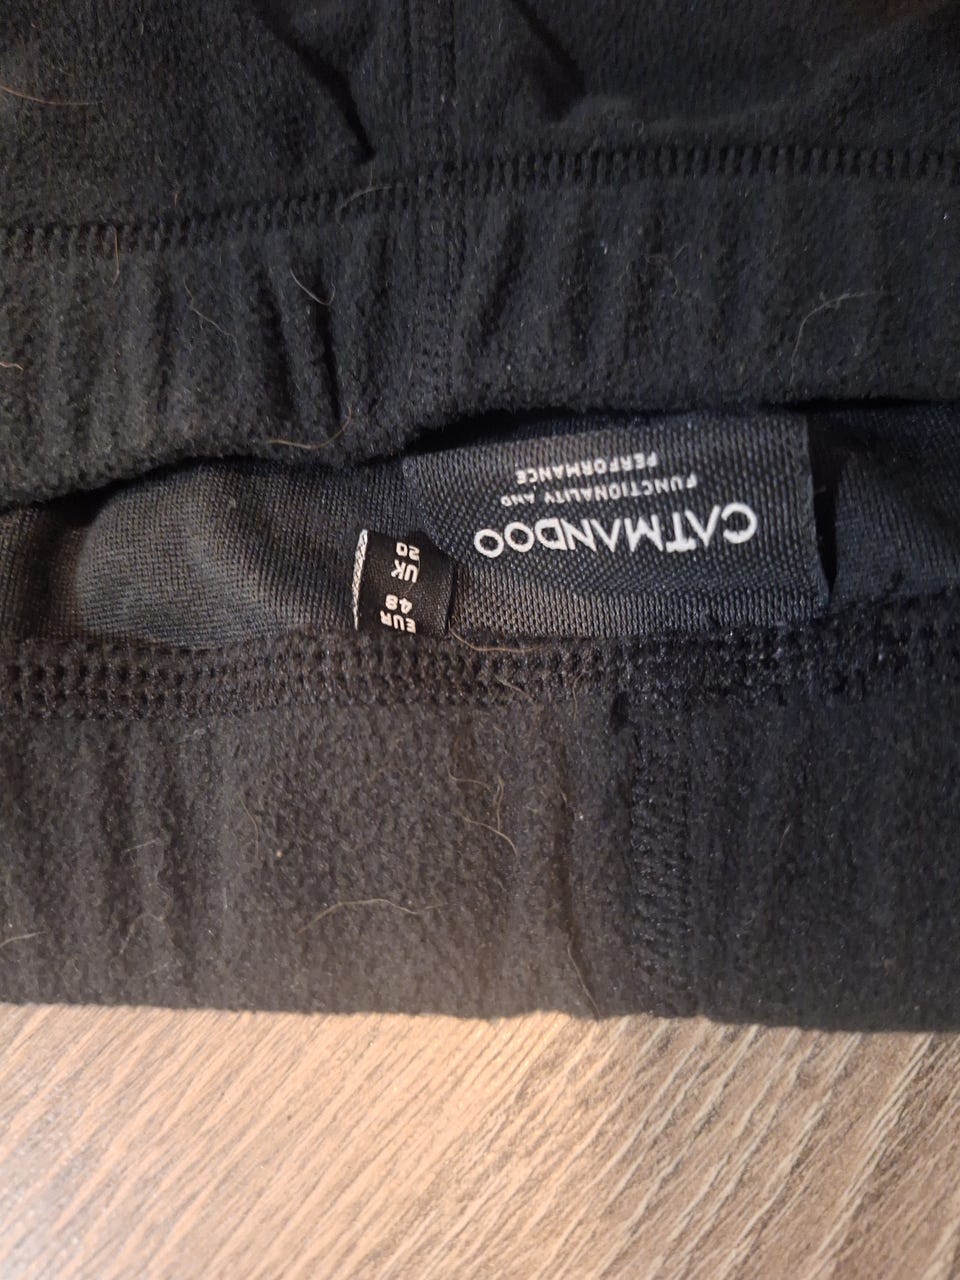 CATMANDOO
FUNCTIONALITY AND
PERFORMANCE
EUR
48
UK
20